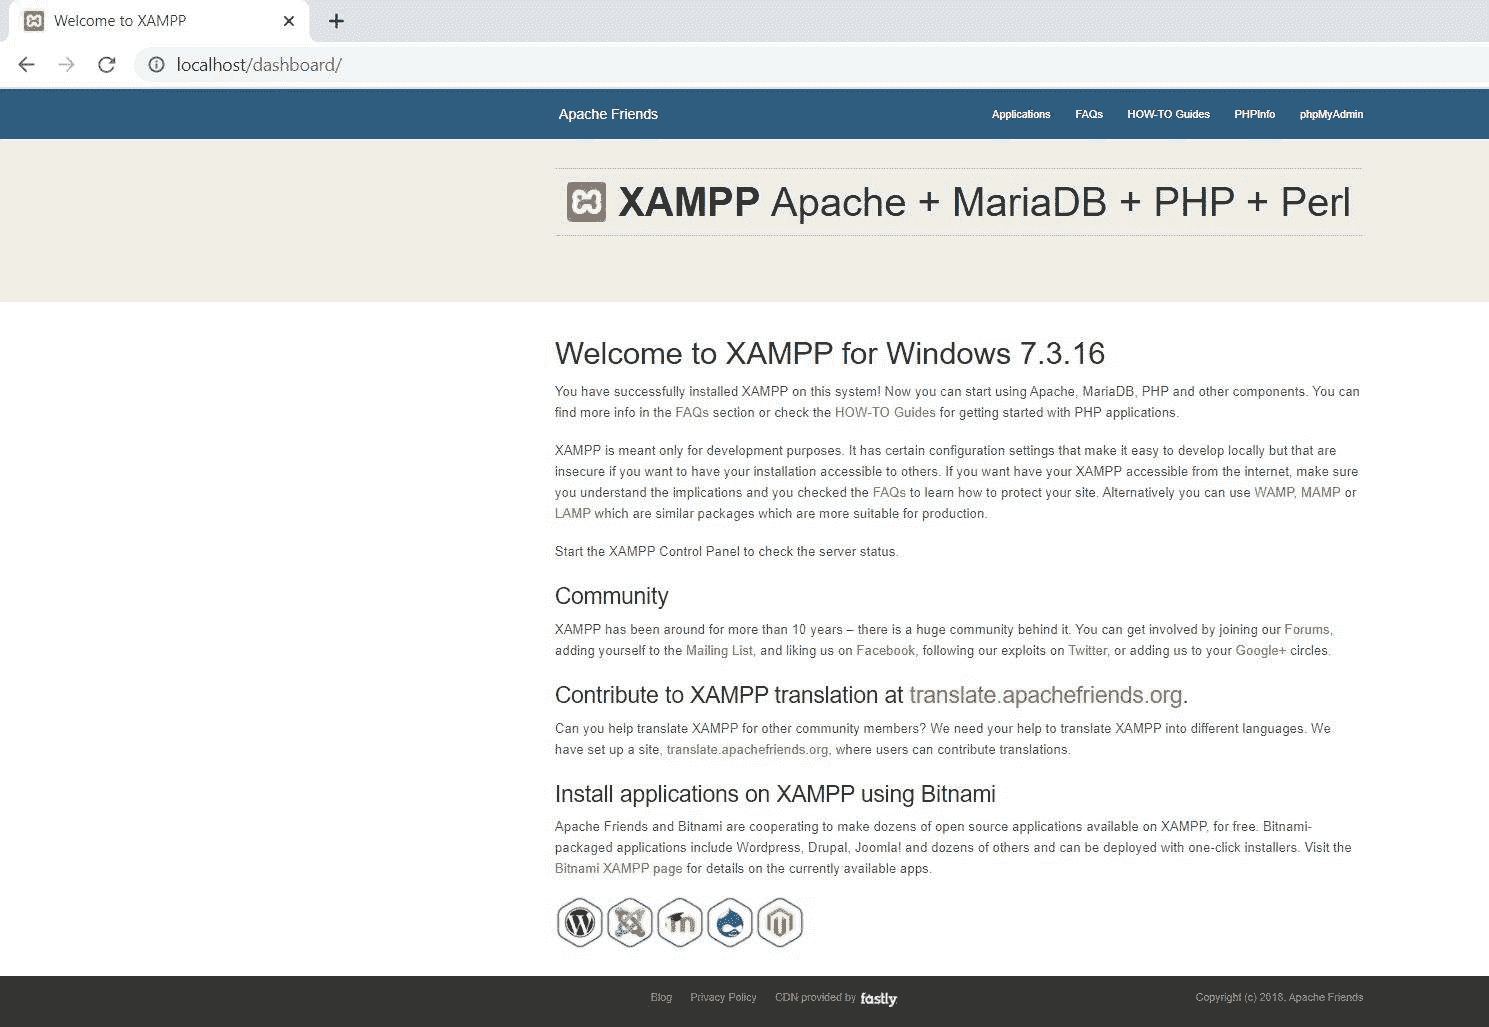 Welcome to XAMPP
localhost/dashboard/
Apache Friends
Applications FAQs HOW-TO Guides PHPInfo phpMyAdmin
XAMPP Apache + MariaDB + PHP + Perl
Welcome to XAMPP for Windows 7.3.16
You have successfully installed XAMPP on this system! Now you can start using Apache, MariaDB, PHP and other components. You can
find more info in the FAQs section or check the HOW-TO Guides for getting started with PHP applications.
XAMPP is meant only for development purposes. It has certain configuration settings that make it easy to develop locally but that are
insecure if you want to have your installation accessible to others. If you want have your XAMPP accessible from the internet, make sure
you understand the implications and you checked the FAQs to learn how to protect your site. Alternatively you can use WAMP, MAMP or
LAMP which are similar packages which are more suitable for production.
Start the XAMPP Control Panel to check the server status.
Community
XAMPP has been around for more than 10 years – there is a huge community behind it. You can get involved by joining our Forums,
adding yourself to the Mailing List, and liking us on Facebook, following our exploits on Twitter, or adding us to your Google+ circles.
Contribute to XAMPP translation at translate.apachefriends.org.
Can you help translate XAMPP for other community members? We need your help to translate XAMPP into different languages. We
have set up a site, translate.apachefriends.org, where users can contribute translations.
Install applications on XAMPP using Bitnami
Apache Friends and Bitnami are cooperating to make dozens of open source applications available on XAMPP, for free. Bitnami-
packaged applications include Wordpress, Drupal, Joomla! and dozens of others and can be deployed with one-click installers. Visit the
Bitnami XAMPP page for details on the currently available apps.
Blog Privacy Policy CDN provided by fastly
Copyright (c) 2018, Apache Friends